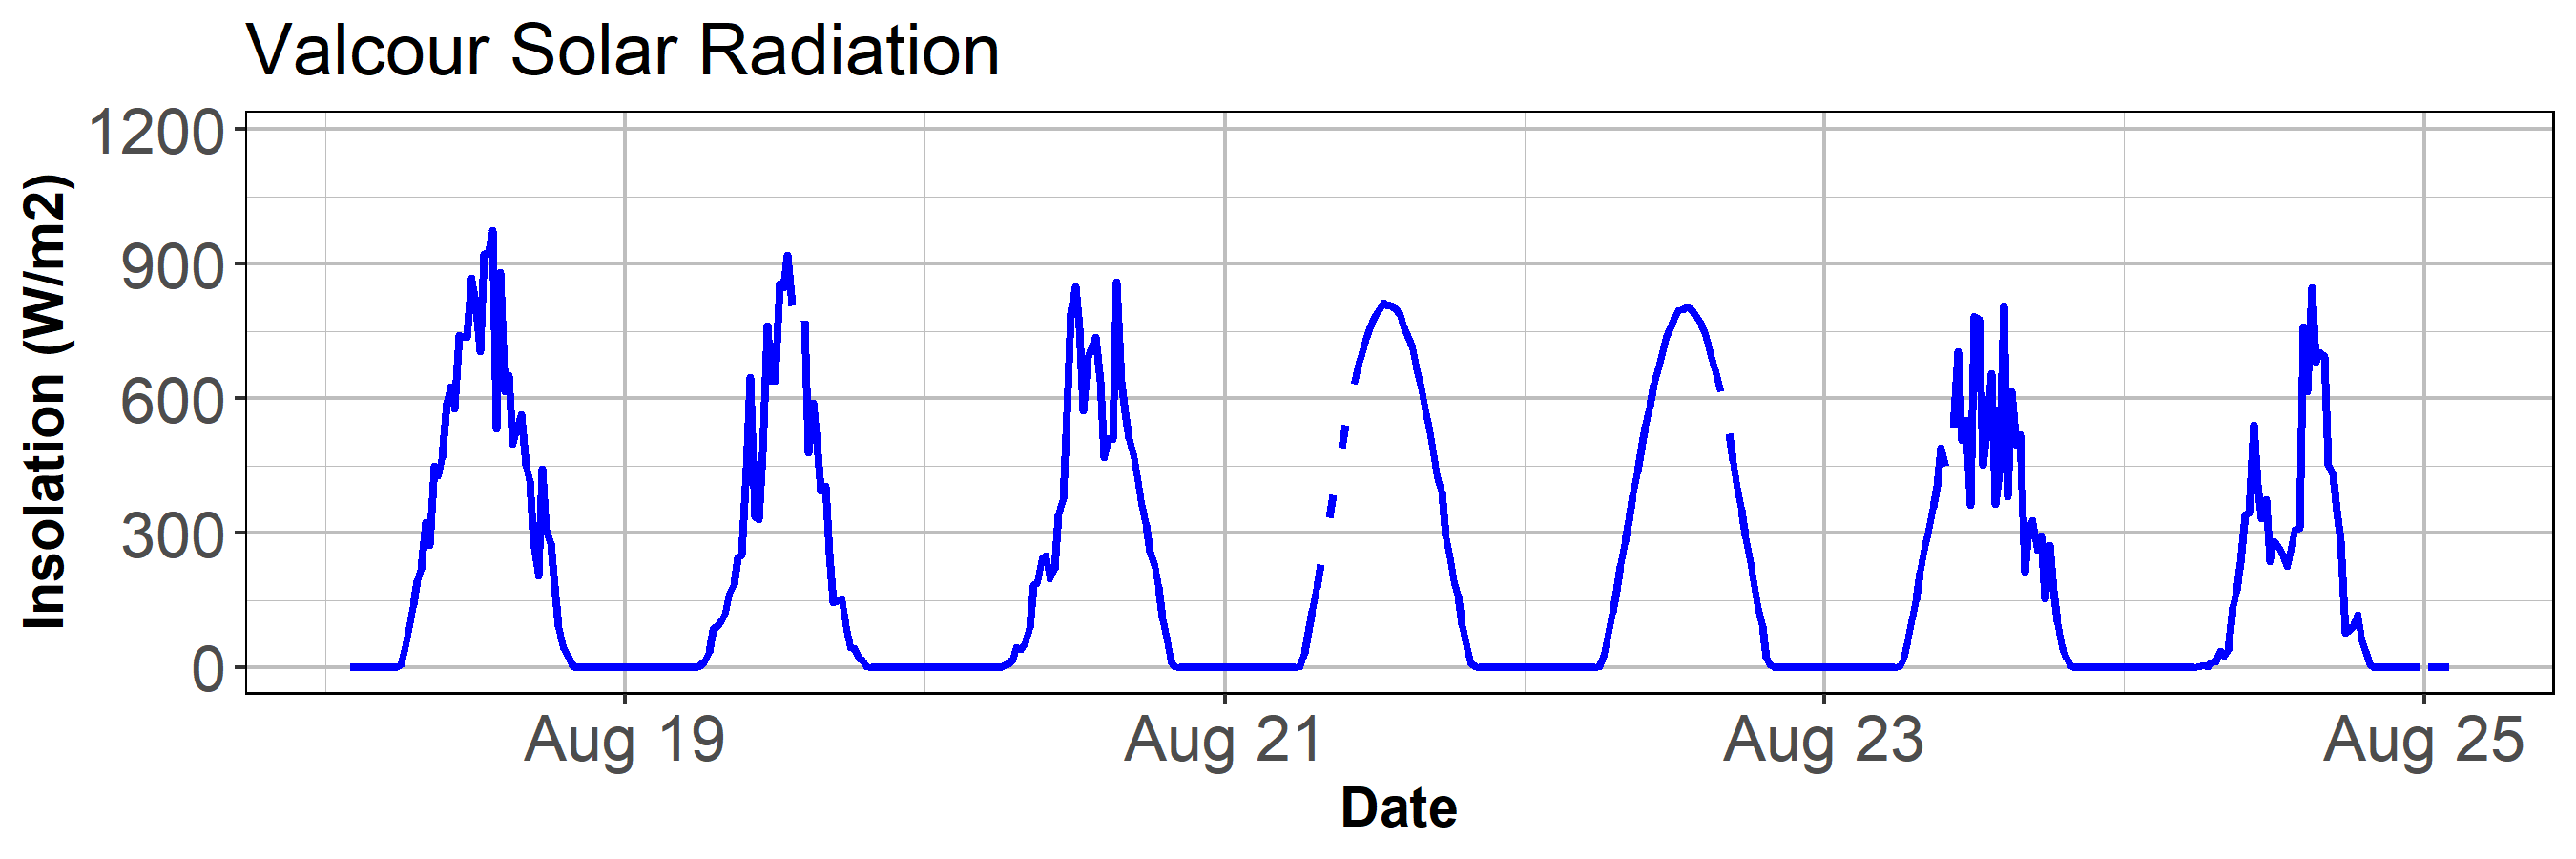 Valcour Solar Radiation
1200
900
600
300
0
Insolation (W/m2)
Aug 19 Aug 21 Aug 23 Aug 25
Date